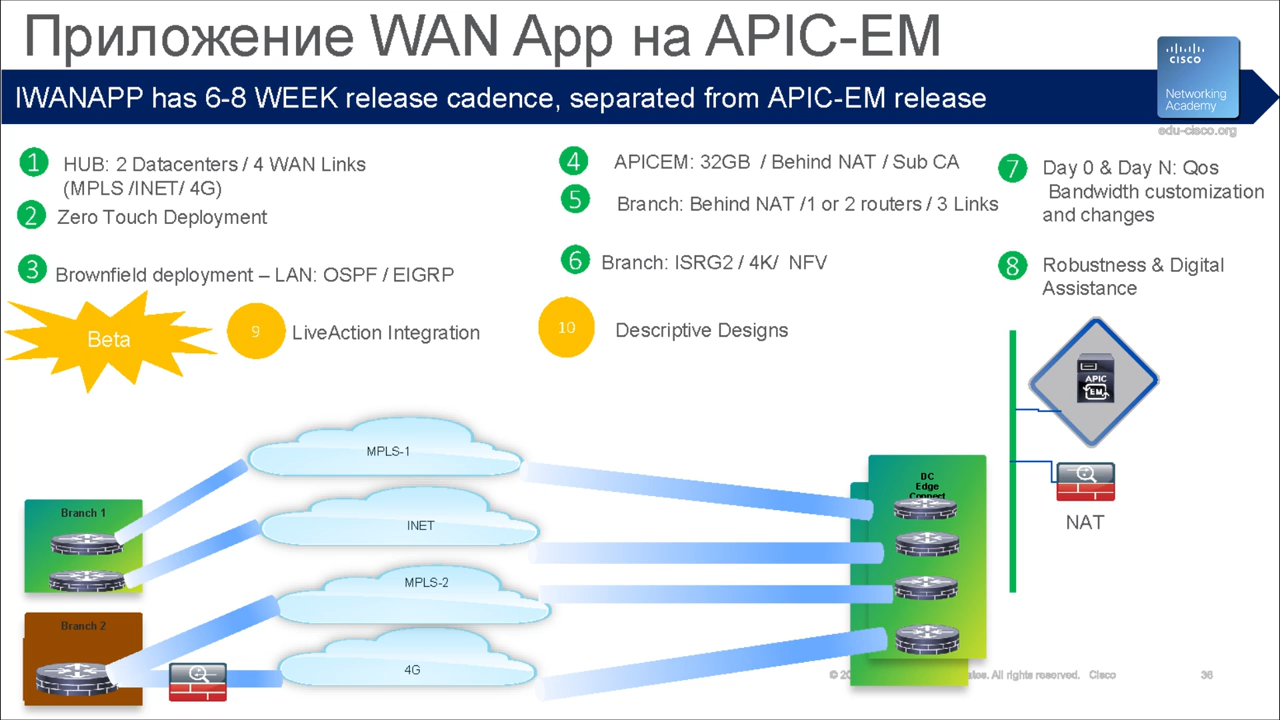 Приложение WAN App на APIC-EM
IWANAPP has 6-8 WEEK release cadence, separated from APIC-EM release
CISCO
Networking
Academy
edu-cisco.org
1 HUB: 2 Datacenters / 4 WAN Links
(MPLS /INET/ 4G)
2 Zero Touch Deployment
3 Brownfield deployment – LAN: OSPF / EIGRP
4 APICEM: 32GB / Behind NAT / Sub CA
5 Branch: Behind NAT /1 or 2 routers / 3 Links
6 Branch: ISRG2 / 4K/ NFV
7 Day 0 & Day N: Qos
Bandwidth customization
and changes
8 Robustness & Digital
Assistance
Beta
9 LiveAction Integration
10 Descriptive Designs
APIC
EM
NAT
MPLS-1
INET
MPLS-2
4G
Branch 1
Branch 2
DC
Edge
Connect
All rights reserved. Cisco
36